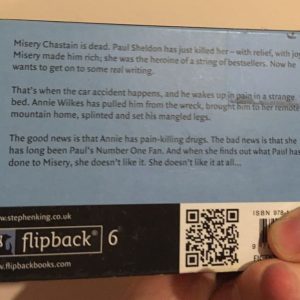 Misery Chastain is dead. Paul Sheldon has just killed her – with relief, with joy.
Misery made him rich; she was the heroine of a string of bestsellers. Now he
wants to get on to some real writing.
That's when the car accident happens, and he wakes up in pain in a strange
bed. Annie Wilkes has pulled him from the wreck, brought him to her remote
mountain home, splinted and set his mangled legs.
The good news is that Annie has pain-killing drugs. The bad news is that she
has long been Paul's Number One Fan. And when she finds out what Paul has
done to Misery, she doesn't like it. She doesn't like it at all...
www.stephenking.co.uk
flipback® 6
www.flipbackbooks.com
ISBN 978-1
9